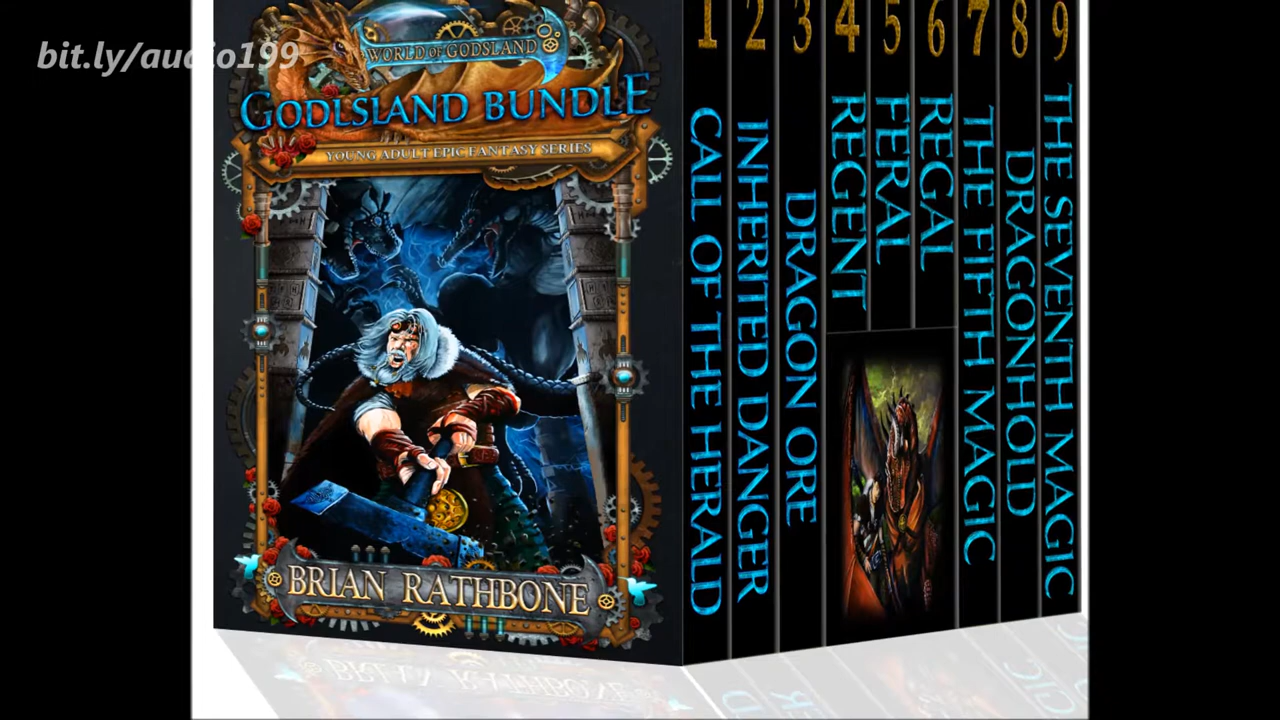 bit.ly/audio199
WORLD OF GODSLAND
GODLSLAND BUNDLE
YOUNG ADULT EPIC FANTASY SERIES
BRIAN RATHBONE
1
CALL OF THE HERALD
2
INHERITED DANGER
3
DRAGON ORE
4
REGENT
5
FERAL
6
REGAL
7
THE FIFTH MAGIC
8
DRAGONHOLD
9
THE SEVENTH MAGIC